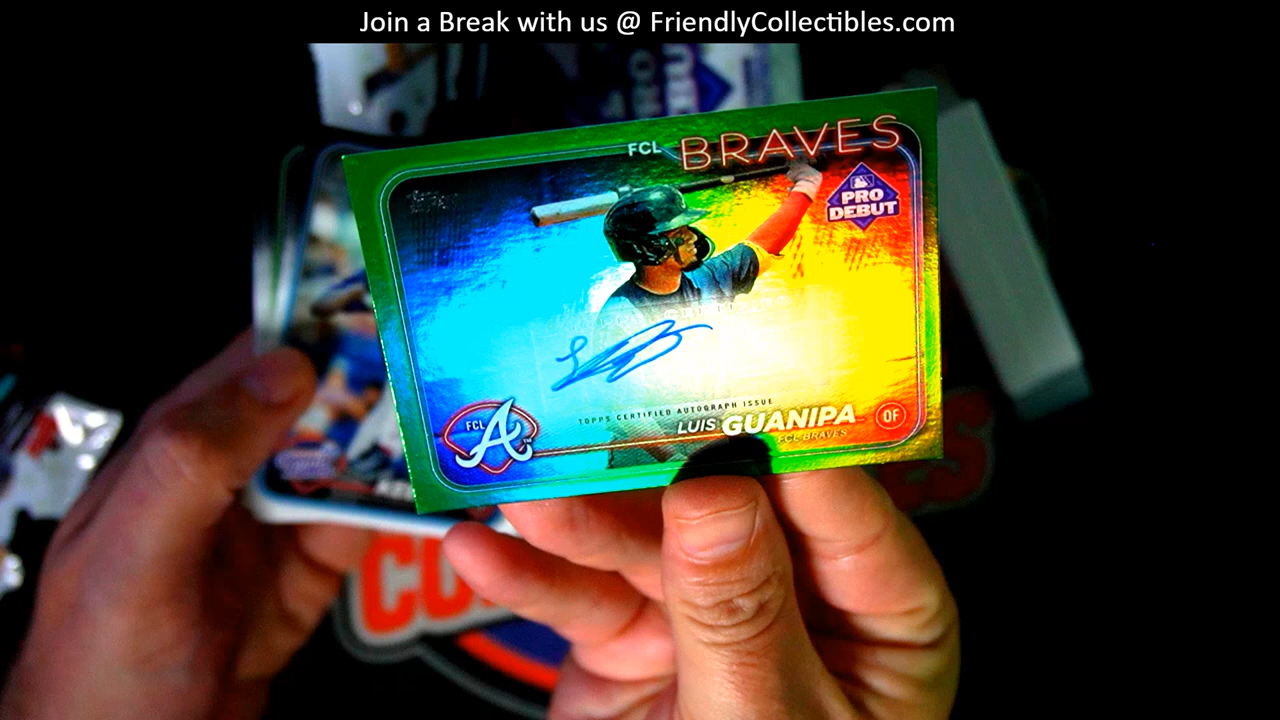 Join a Break with us @ FriendlyCollectibles.com
FCL BRAVES
PRO
DEBUT
TOPPS CERTIFIED AUTOGRAPH ISSUE
LUIS GUANIPA OF
FCL BRAVES
FCL
A